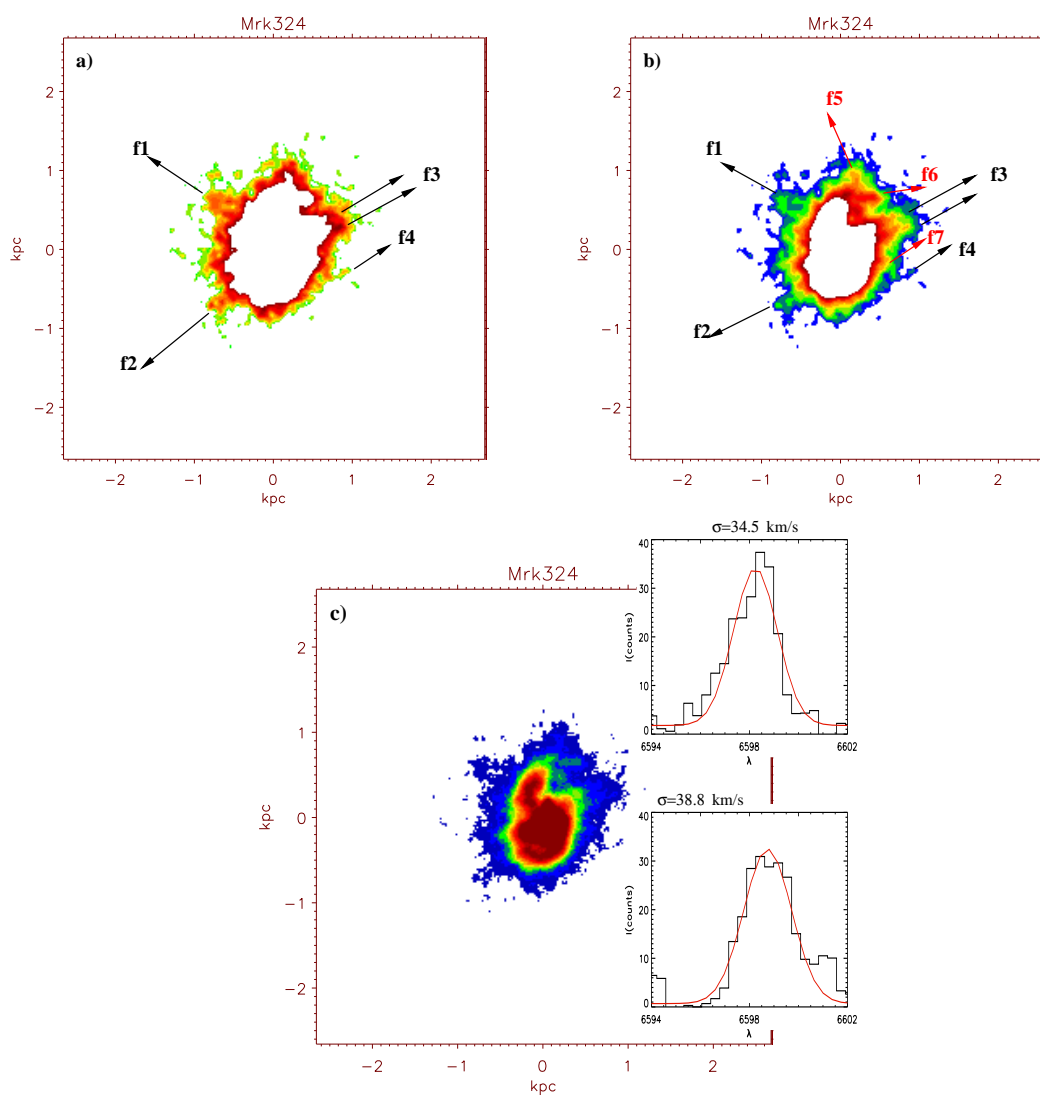 Mrk324
a)
2
1
0
−1
−2
kpc
f1
f2
f3
f4
−2
−1
0
1
2
kpc
Mrk324
b)
2
1
0
−1
−2
kpc
f5
f1
f6
f3
f7
f4
f2
−2
−1
0
1
2
kpc
Mrk324
c)
2
1
0
−1
−2
kpc
−2
−1
0
1
2
kpc
σ=34.5 km/s
40
30
20
10
0
I(counts)
6594
6598
6602
λ
σ=38.8 km/s
40
30
20
10
0
I(counts)
6594
6598
6602
λ